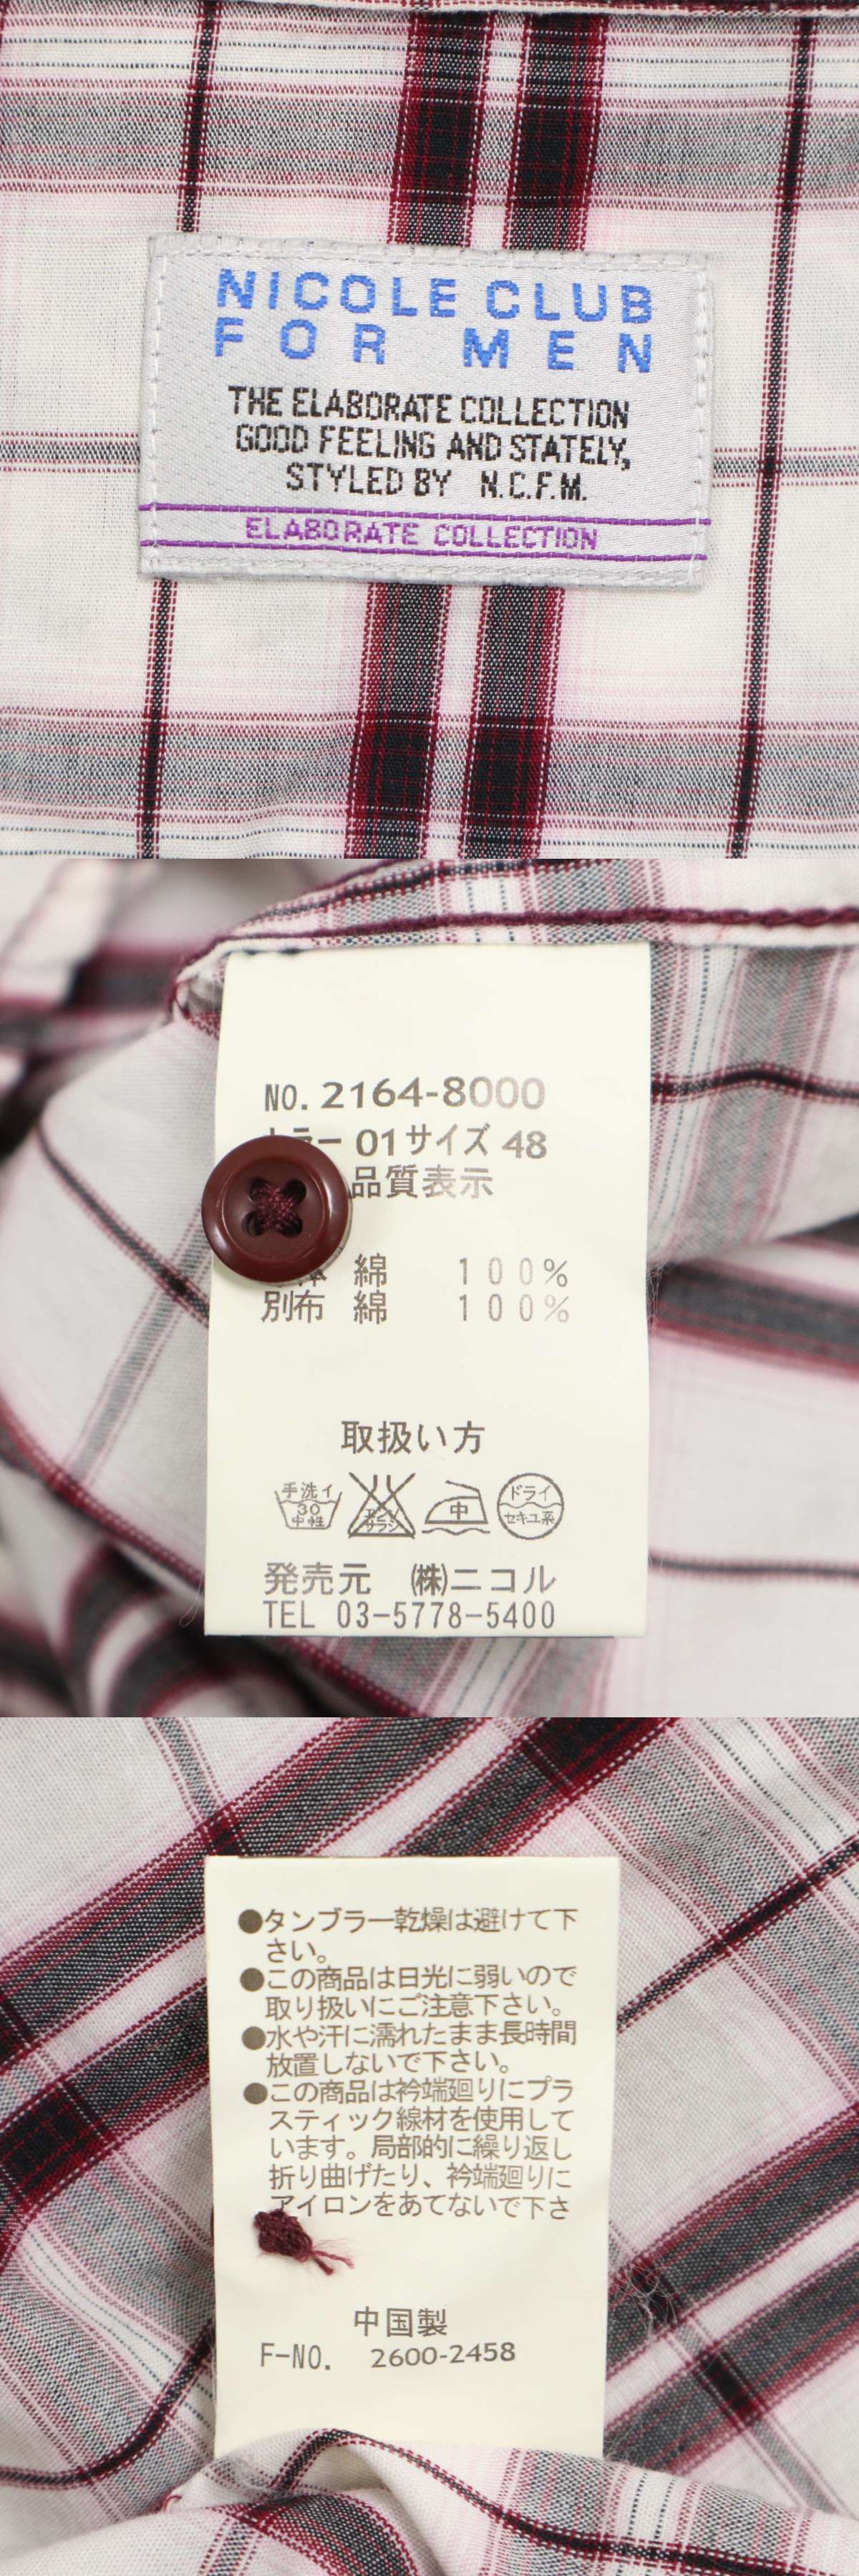 NICOLE CLUB
FOR MEN
THE ELABORATE COLLECTION
GOOD FEELING AND STATELY,
STYLED BY N.C.F.M.
ELABORATE COLLECTION
NO. 2164-8000
カラー 01 サイズ 48
品質表示
綿 100%
別布 綿 100%
取扱い方
手洗イ
30
中性
エンソ
サラシ
中
ドライ
セキユ系
発売元 ㈱ニコル
TEL 03-5778-5400
●タンブラー乾燥は避けて下
さい。
●この商品は日光に弱いので
取り扱いにご注意下さい。
●水や汗に濡れたまま長時間
放置しないで下さい。
●この商品は衿端廻りにプラ
スティック線材を使用して
います。局部的に繰り返し
折り曲げたり、衿端廻りに
アイロンをあてないで下さ
中国製
F-NO. 2600-2458